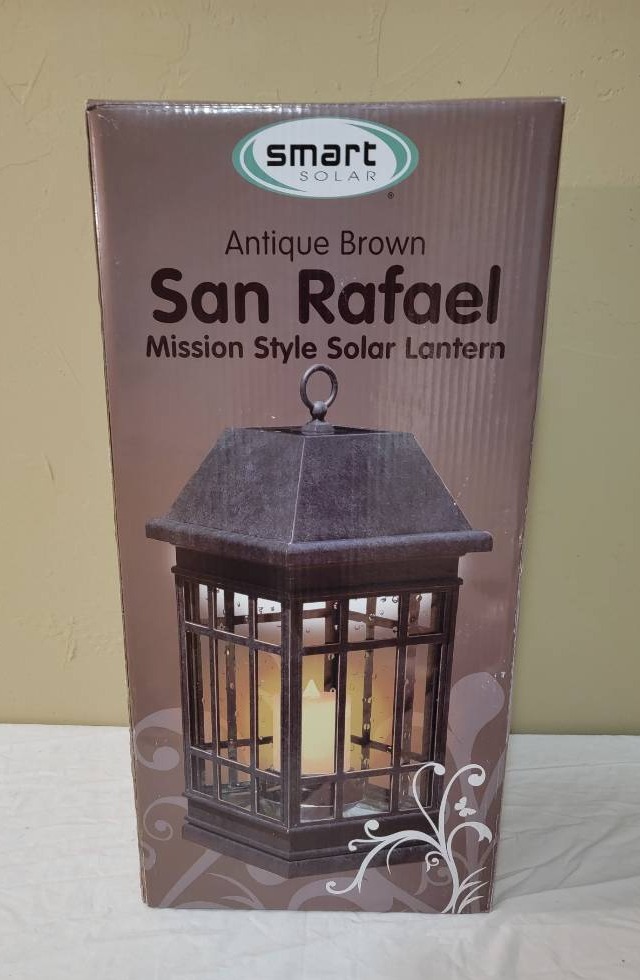 smart
SOLAR
®
Antique Brown
San Rafael
Mission Style Solar Lantern